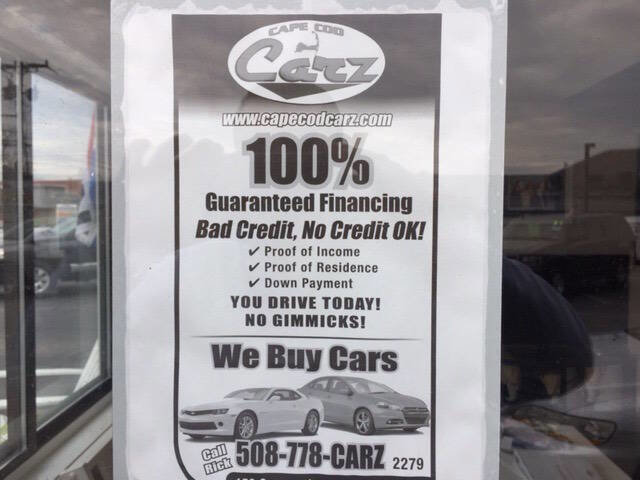 CAPE COD
Carz
www.capecodcarz.com
100%
Guaranteed Financing
Bad Credit, No Credit OK!
✓ Proof of Income
✓ Proof of Residence
✓ Down Payment
YOU DRIVE TODAY!
NO GIMMICKS!
We Buy Cars
Call Rick 508-778-CARZ 2279